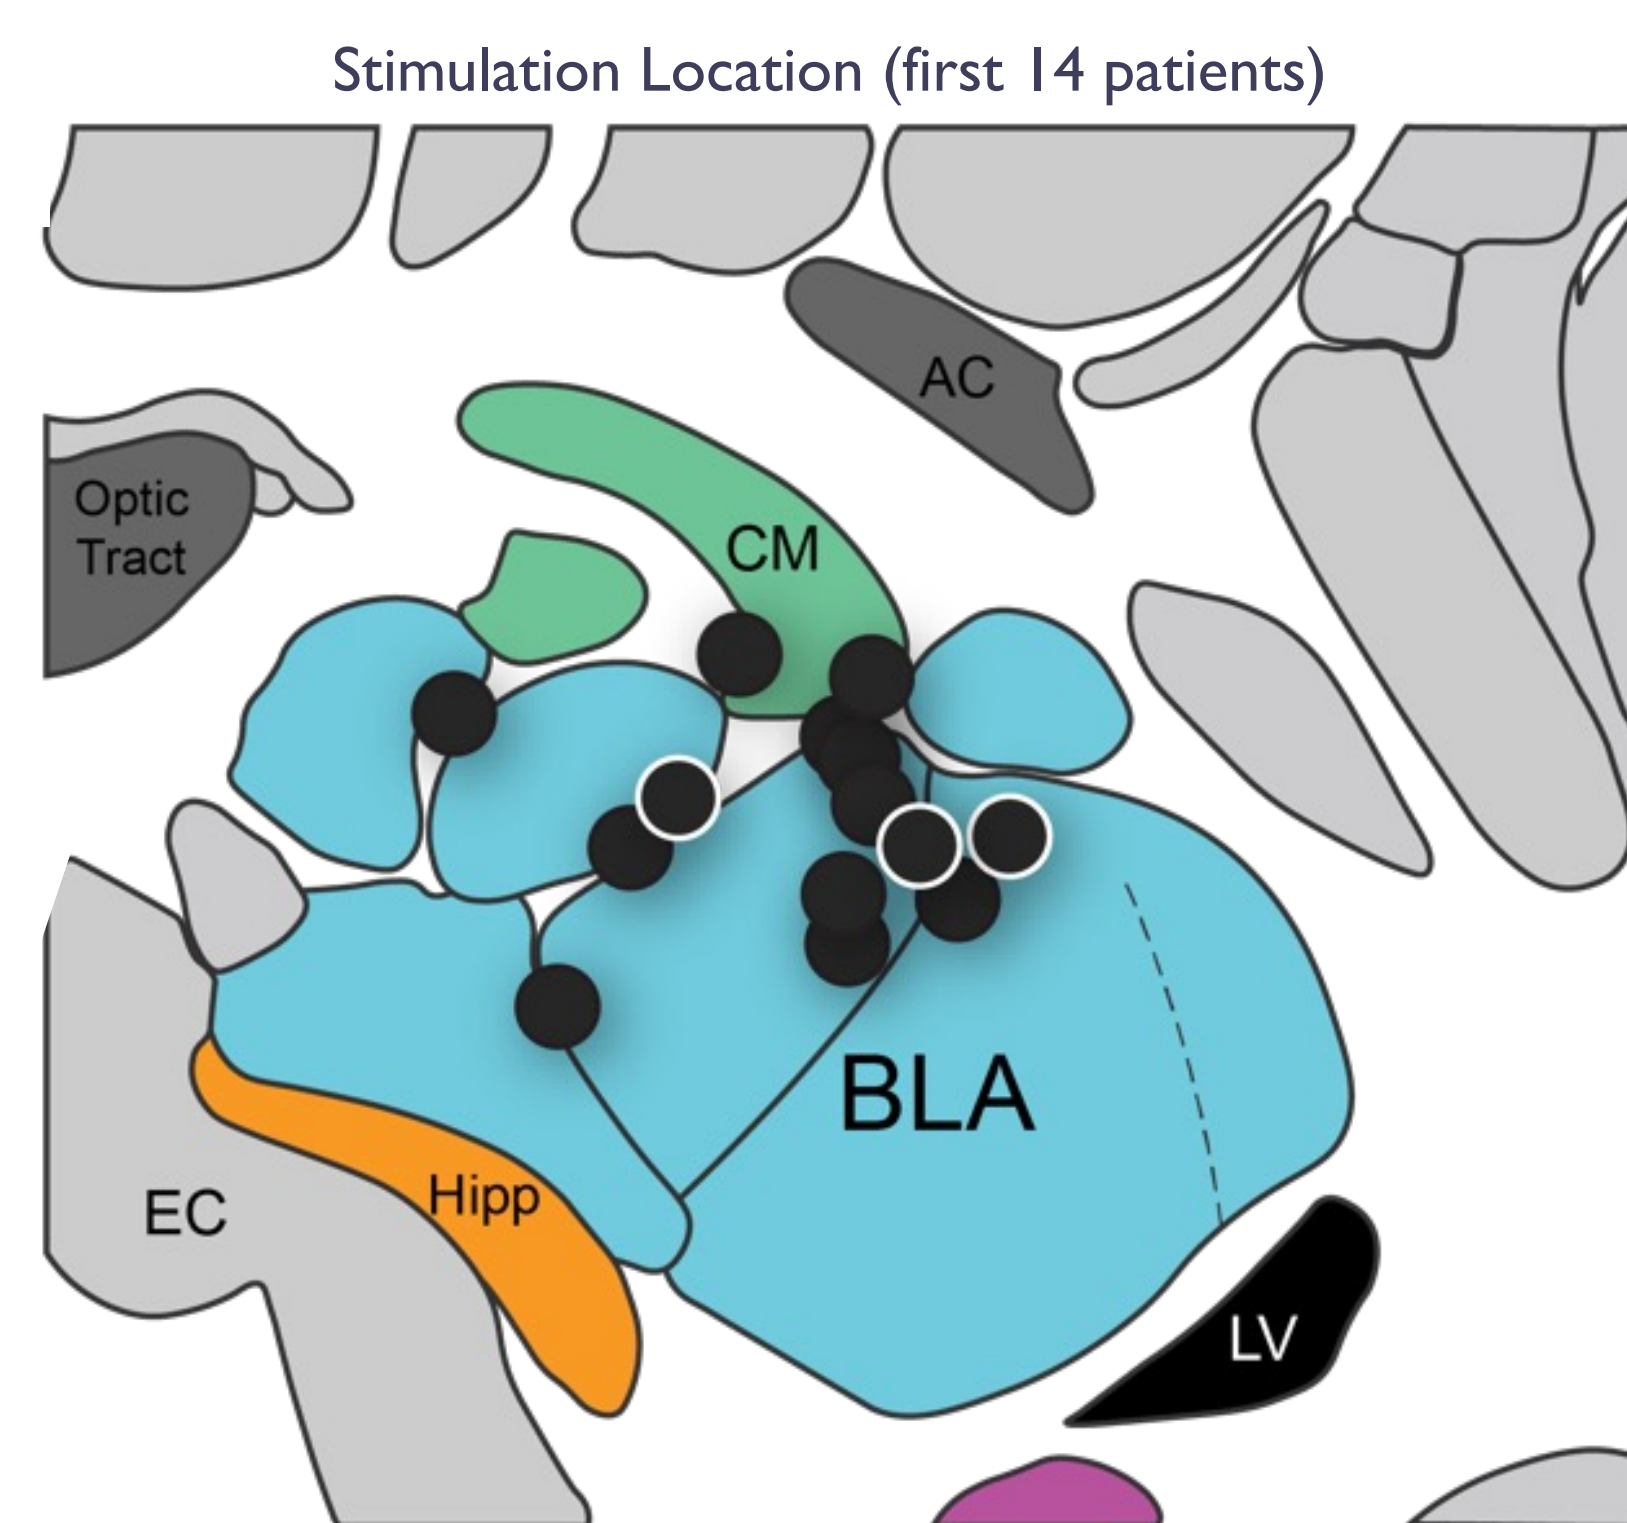 Stimulation Location (first 14 patients)
AC
Optic
Tract
CM
BLA
Hipp
EC
LV